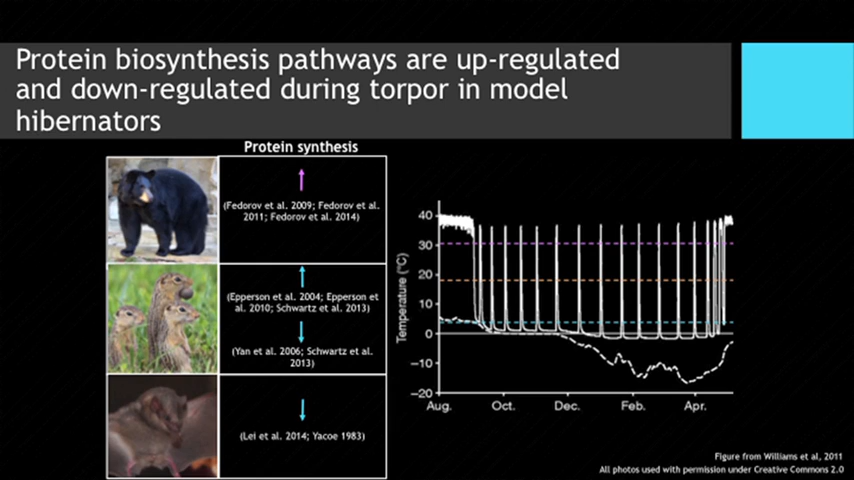 Protein biosynthesis pathways are up-regulated
and down-regulated during torpor in model
hibernators
Protein synthesis
(Fedorov et al. 2009; Fedorov et al.
2011; Fedorov et al. 2014)
(Epperson et al. 2004; Epperson et
al. 2010; Schwartz et al. 2013)
(Yan et al. 2006; Schwartz et al.
2013)
(Lei et al. 2014; Yacoe 1983)
Temperature (°C)
40
30
20
10
0
−10
−20
Aug.
Oct.
Dec.
Feb.
Apr.
Figure from Williams et al, 2011
All photos used with permission under Creative Commons 2.0